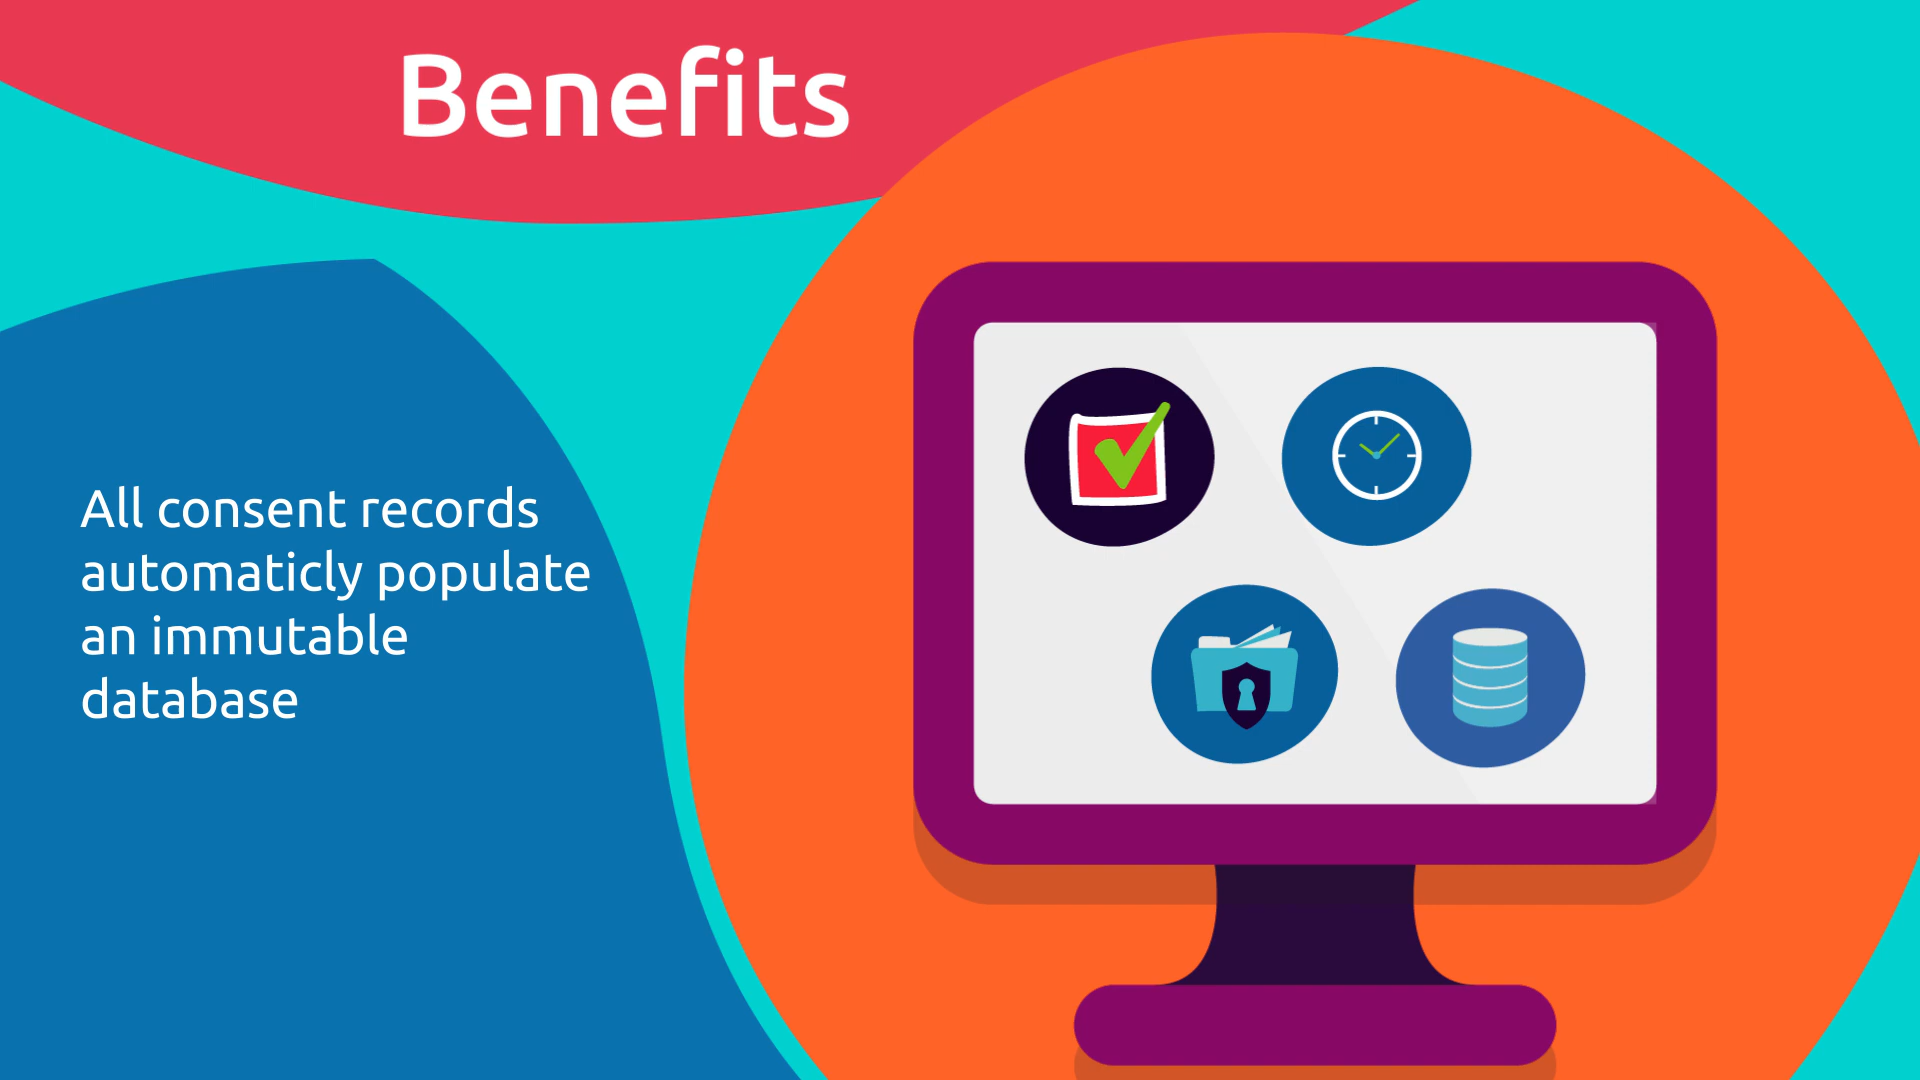 Benefits
All consent records
automaticly populate
an immutable
database